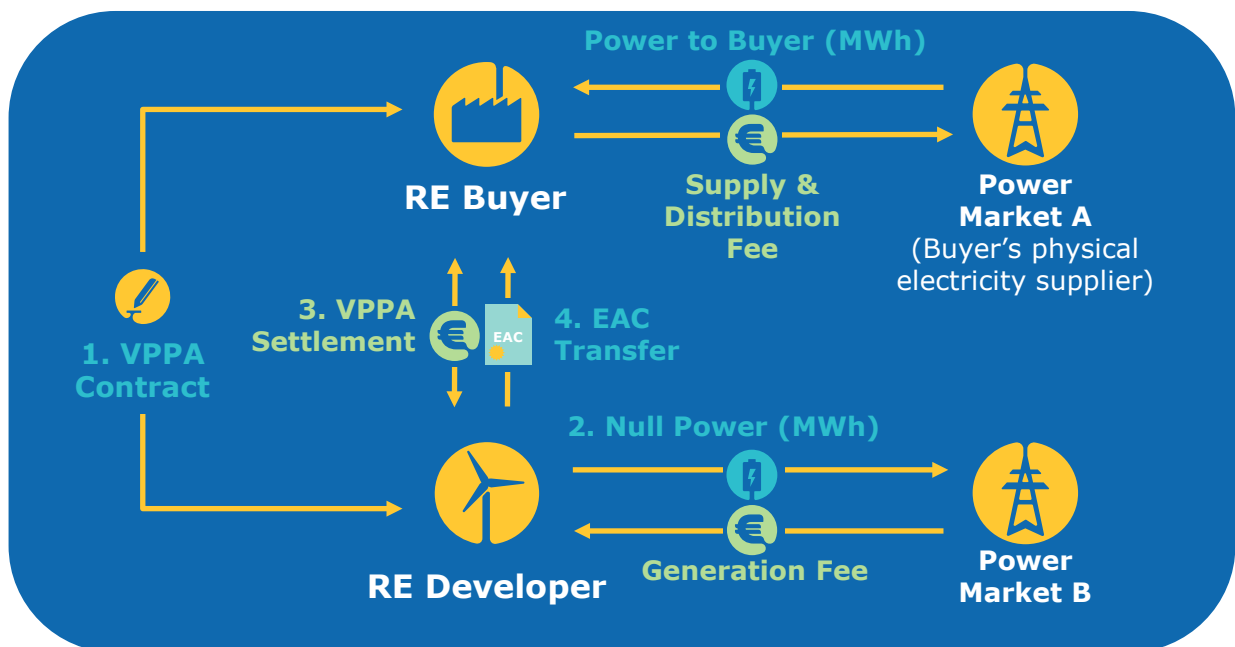 Power to Buyer (MWh)
RE Buyer
Supply &
Distribution
Fee
Power
Market A
(Buyer’s physical
electricity supplier)
1. VPPA
Contract
3. VPPA
Settlement
EAC
4. EAC
Transfer
2. Null Power (MWh)
RE Developer
Generation Fee
Power
Market B